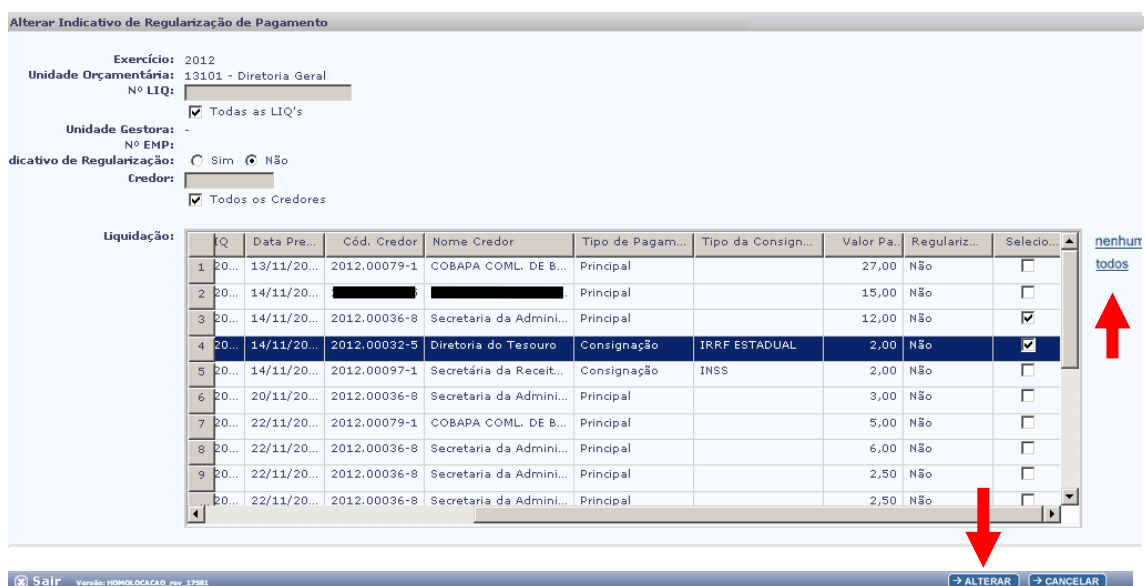 Alterar Indicativo de Regularização de Pagamento
Exercício: 2012
Unidade Orçamentária: 13101 - Diretoria Geral
Nº LIQ:
Todas as LIQ's
Unidade Gestora: -
Nº EMP:
dicativo de Regularização: Sim Não
Credor:
Todos os Credores
Liquidação:
IQ Data Pre... Cód. Credor Nome Credor Tipo de Pagam... Tipo da Consign... Valor Pa.. Regulariz... Selecio... nenhum
1 20... 13/11/20... 2012.00079-1 COBAPA COML. DE B... Principal 27,00 Não todos
2 20... 14/11/20... Principal 15,00 Não
3 20... 14/11/20... 2012.00036-8 Secretaria da Admini... Principal 12,00 Não
4 20... 14/11/20... 2012.00032-5 Diretoria do Tesouro Consignação IRRF ESTADUAL 2,00 Não
5 20... 14/11/20... 2012.00097-1 Secretária da Receit... Consignação INSS 2,00 Não
6 20... 20/11/20... 2012.00036-8 Secretaria da Admini... Principal 3,00 Não
7 20... 22/11/20... 2012.00079-1 COBAPA COML. DE B... Principal 5,00 Não
8 20... 22/11/20... 2012.00036-8 Secretaria da Admini... Principal 6,00 Não
9 20... 22/11/20... 2012.00036-8 Secretaria da Admini... Principal 2,50 Não
20... 22/11/20... 2012.00036-8 Secretaria da Admini... Principal 2,50 Não
Sair Versão: HOMOLOCACAO_rev_17581 ALTERAR CANCELAR